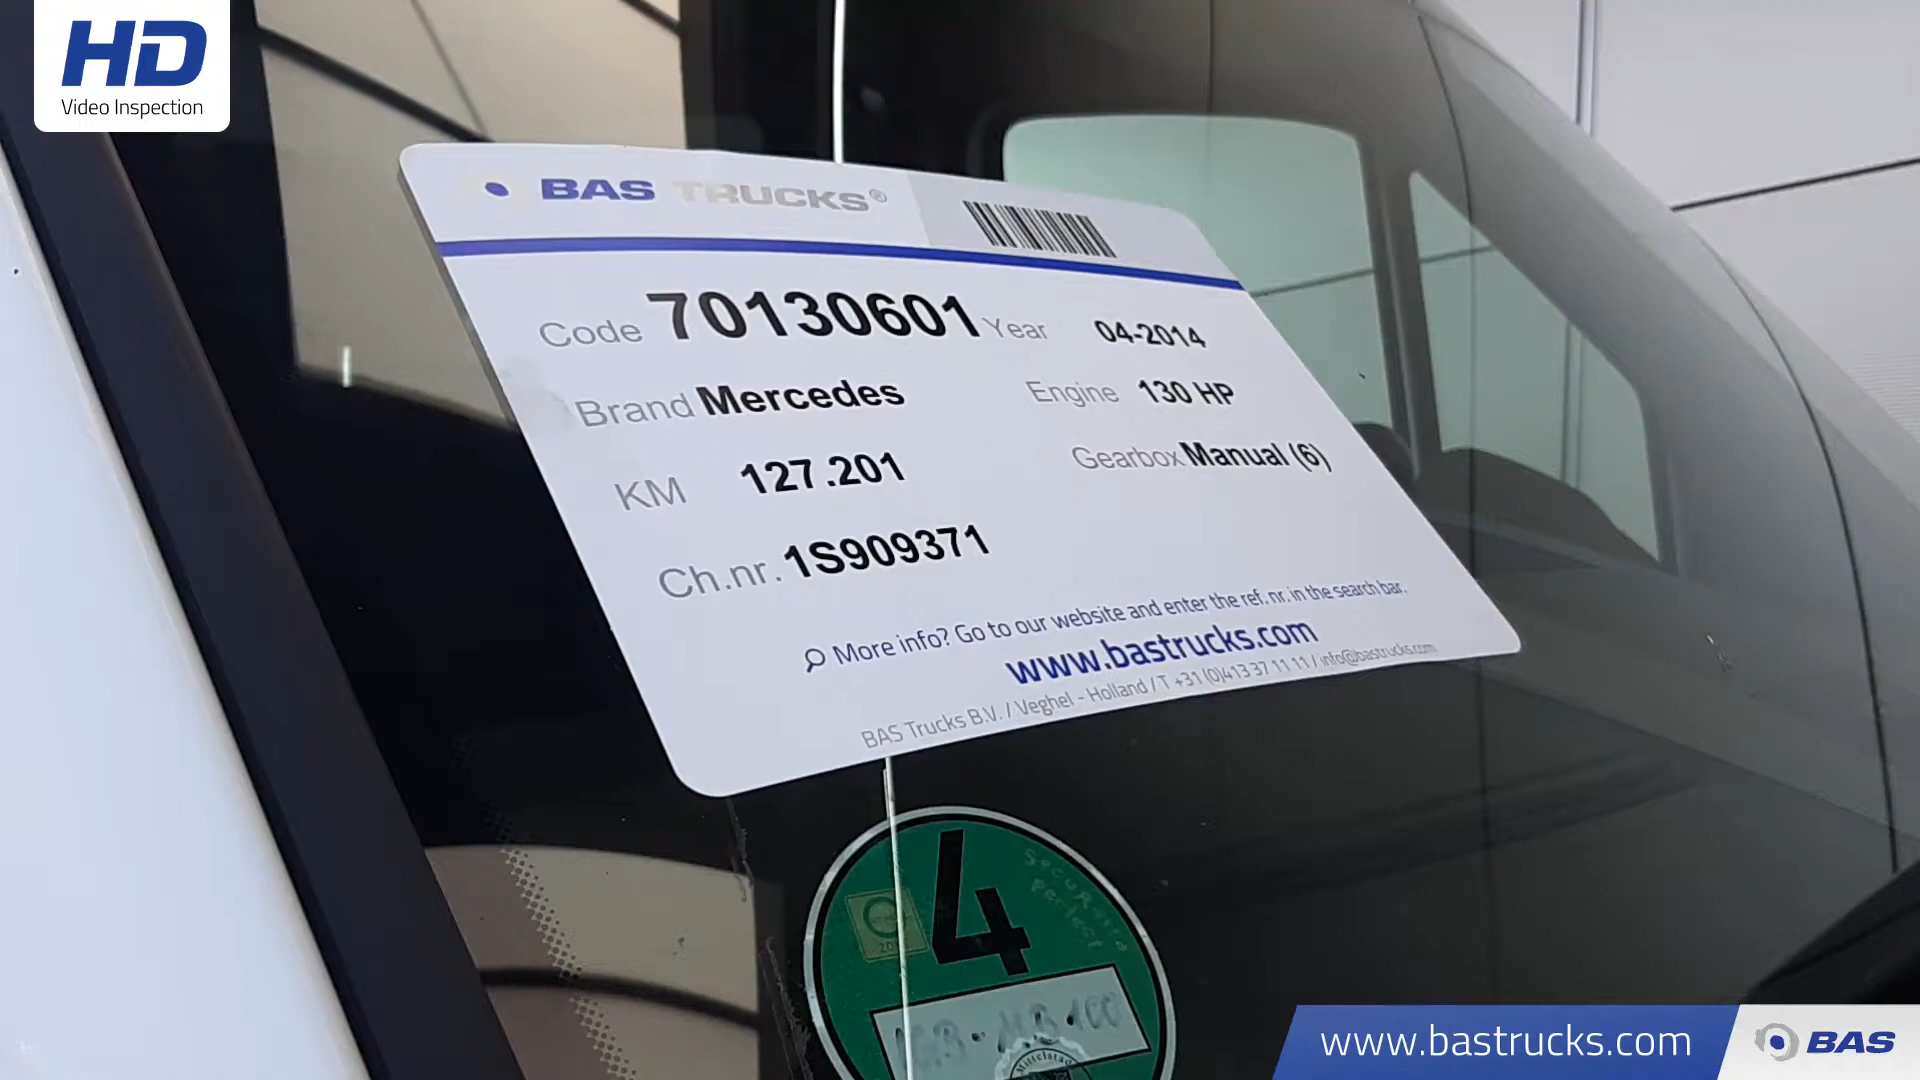 HD
Video Inspection
BAS TRUCKS®
Code 70130601 Year 04-2014
Brand Mercedes Engine 130 HP
KM 127.201 Gearbox Manual (6)
Ch.nr. 1S909371
More info? Go to our website and enter the ref. nr. in the search bar.
www.bastrucks.com
BAS Trucks B.V. / Veghel - Holland / T +31 (0)413 37 11 11 / info@bastrucks.com
4
SecuRasta
Perfect
www.bastrucks.com
BAS